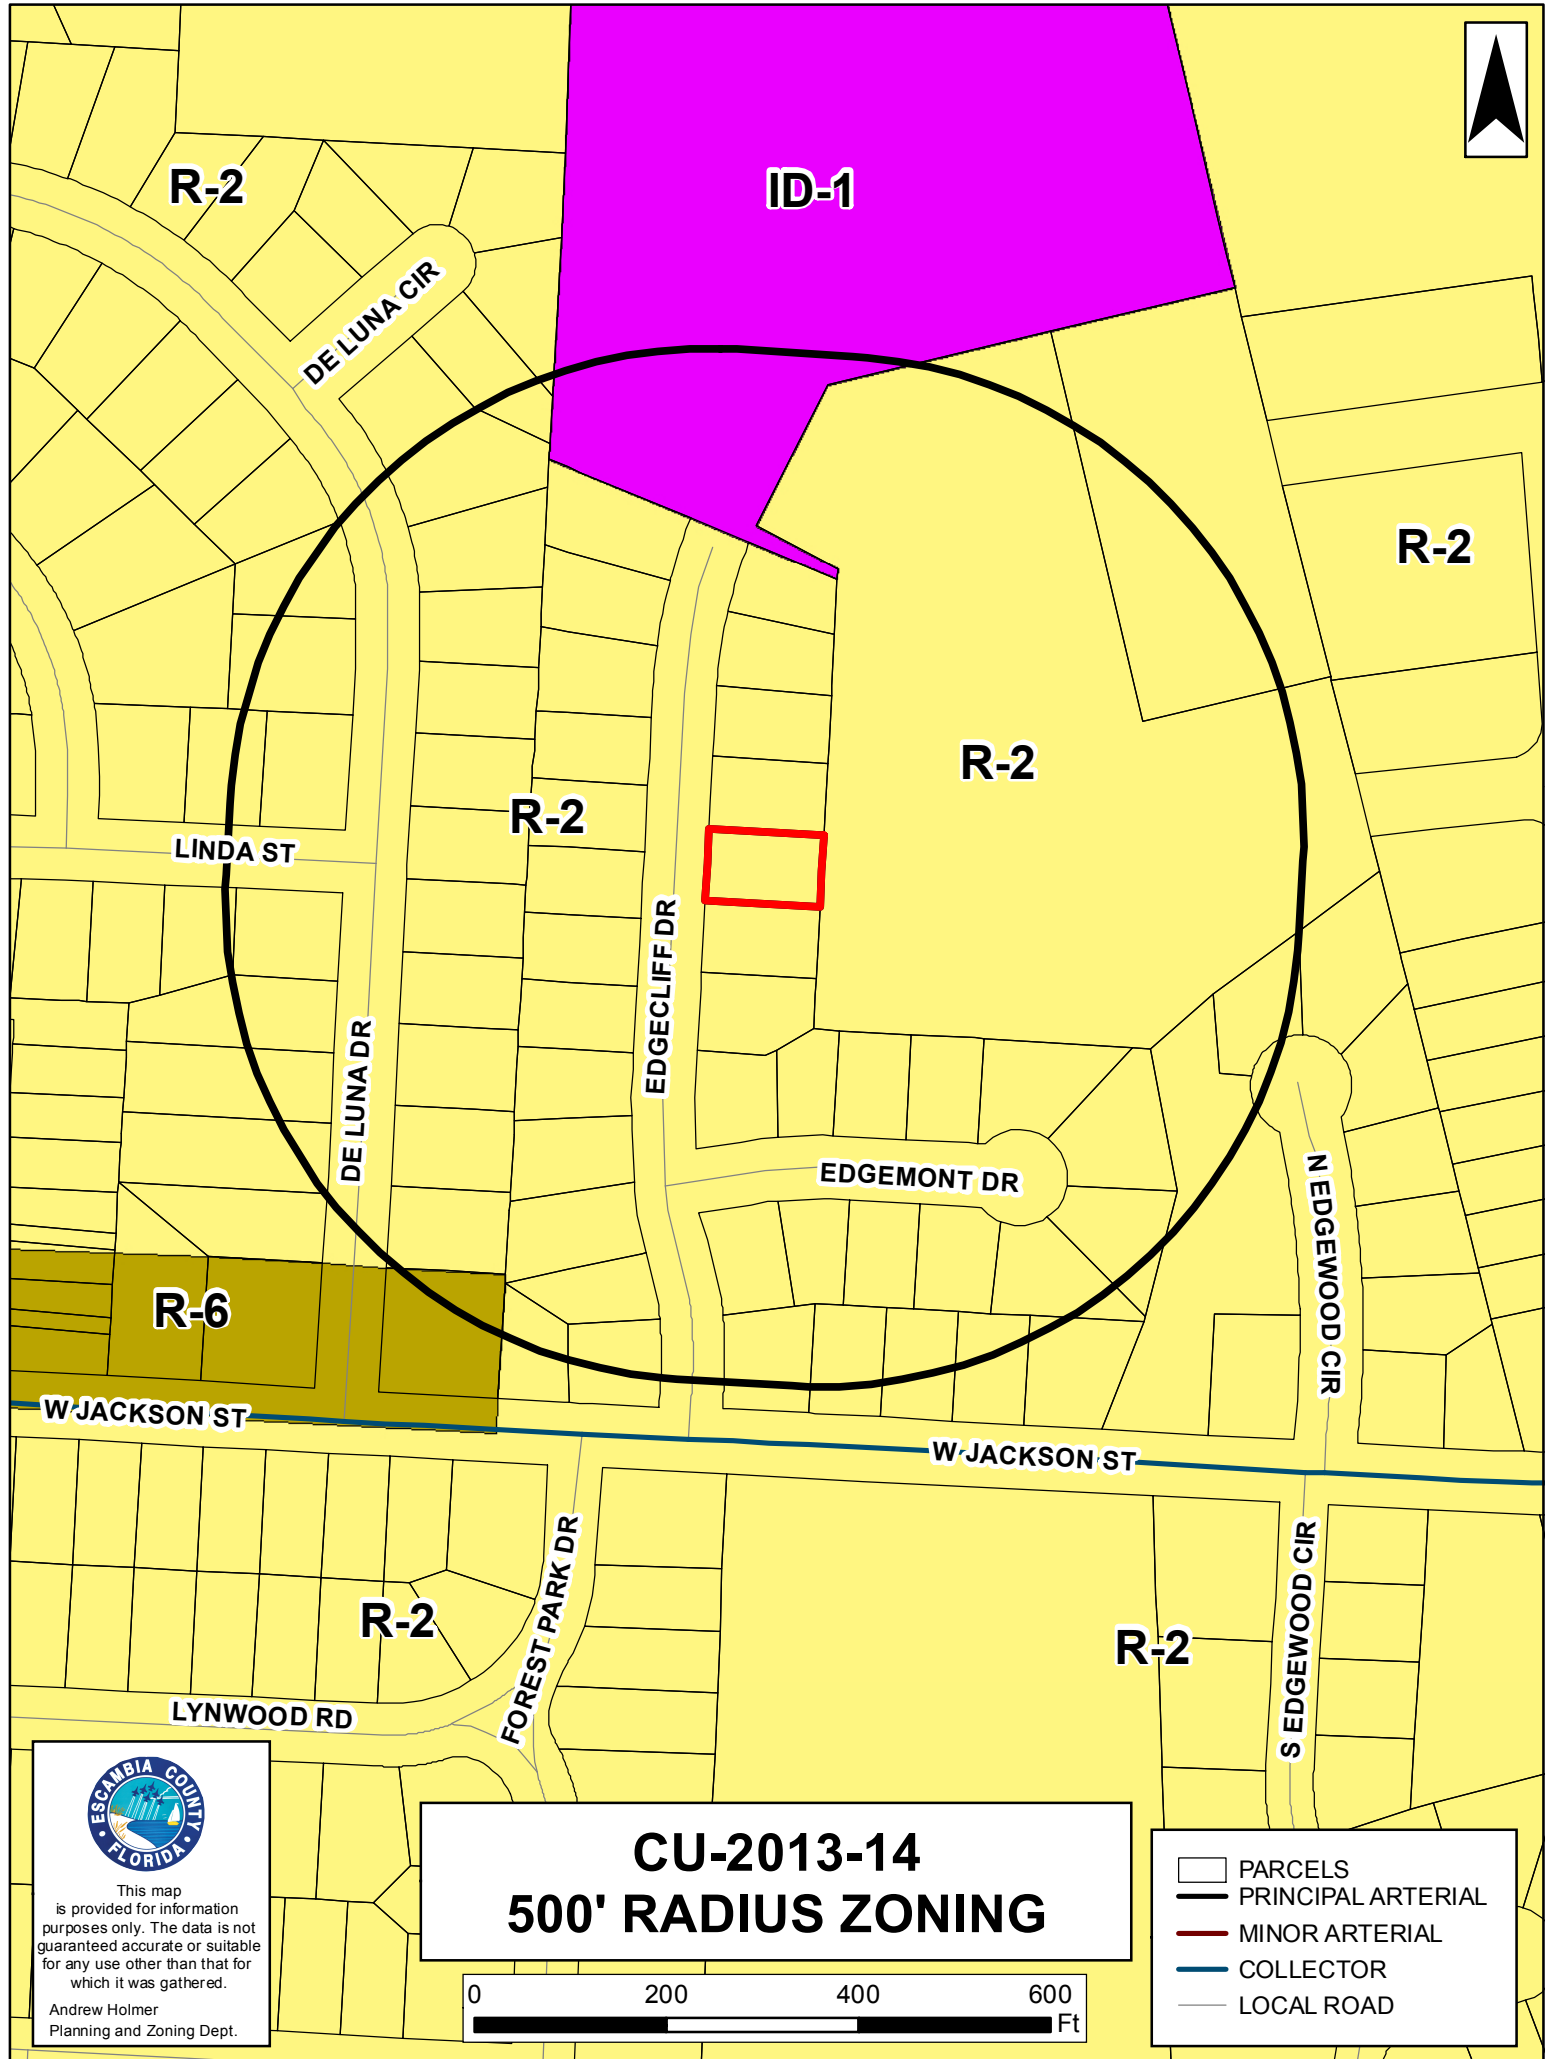 R-2
ID-1
DE LUNA CIR
R-2
R-2
R-2
LINDA ST
EDGECLIFF DR
DE LUNA DR
EDGEMONT DR
N EDGEWOOD CIR
R-6
W JACKSON ST
W JACKSON ST
FOREST PARK DR
S EDGEWOOD CIR
R-2
R-2
LYNWOOD RD
ESCAMBIA COUNTY
FLORIDA
This map
is provided for information
purposes only. The data is not
guaranteed accurate or suitable
for any use other than that for
which it was gathered.
Andrew Holmer
Planning and Zoning Dept.
CU-2013-14
500' RADIUS ZONING
0 200 400 600
Ft
PARCELS
PRINCIPAL ARTERIAL
MINOR ARTERIAL
COLLECTOR
LOCAL ROAD